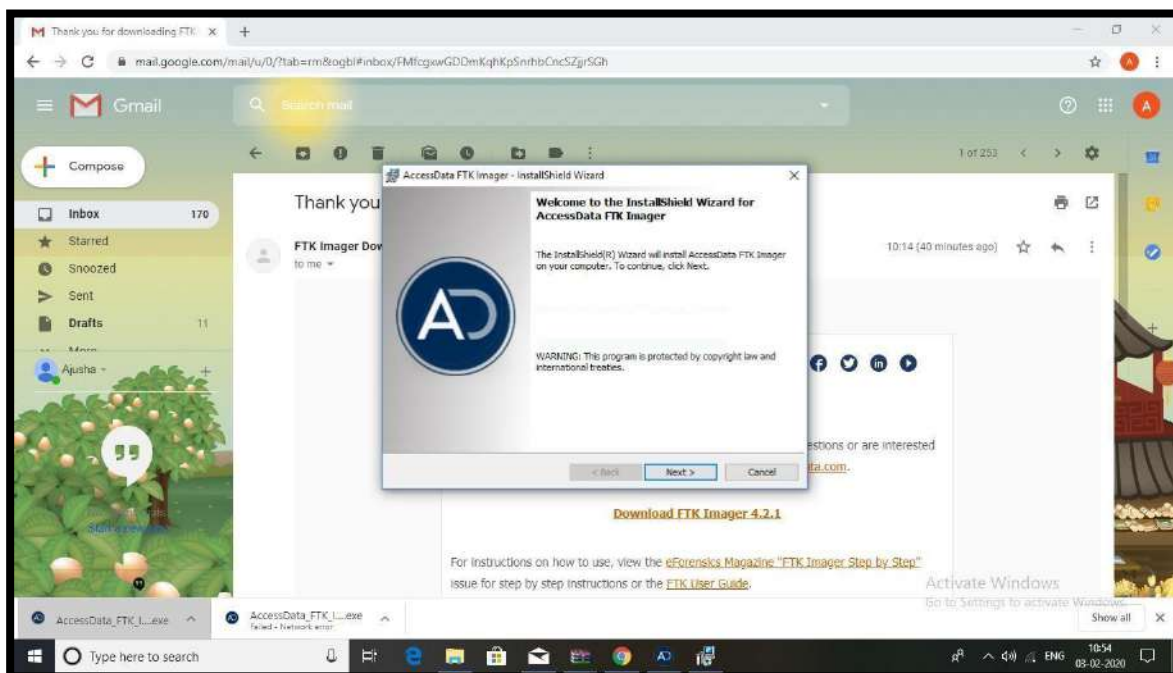 Thank you for downloading FTK
mail.google.com/mail/u/0/?tab=rm&ogbl#inbox/
Gmail
Search mail
Compose
1 of 253
Inbox 170
Starred
Snoozed
Sent
Drafts 11
More
Ajusha
Thank you
FTK Imager Dow
to me
10:14 (40 minutes ago)
AccessData FTK Imager - InstallShield Wizard
Welcome to the InstallShield Wizard for
AccessData FTK Imager
The InstallShield(R) Wizard will install AccessData FTK Imager
on your computer. To continue, click Next.
WARNING: This program is protected by copyright law and
international treaties.
< Back
Next >
Cancel
AD
estions or are interested
ata.com.
Download FTK Imager 4.2.1
For instructions on how to use, view the eForensics Magazine "FTK Imager Step by Step"
issue for step by step instructions or the FTK User Guide.
Activate Windows
Go to Settings to activate Windows.
AccessData_FTK_I....exe
AccessData_FTK_I....exe
Failed - Network error
Show all
Type here to search
ENG
10:54
03-02-2020